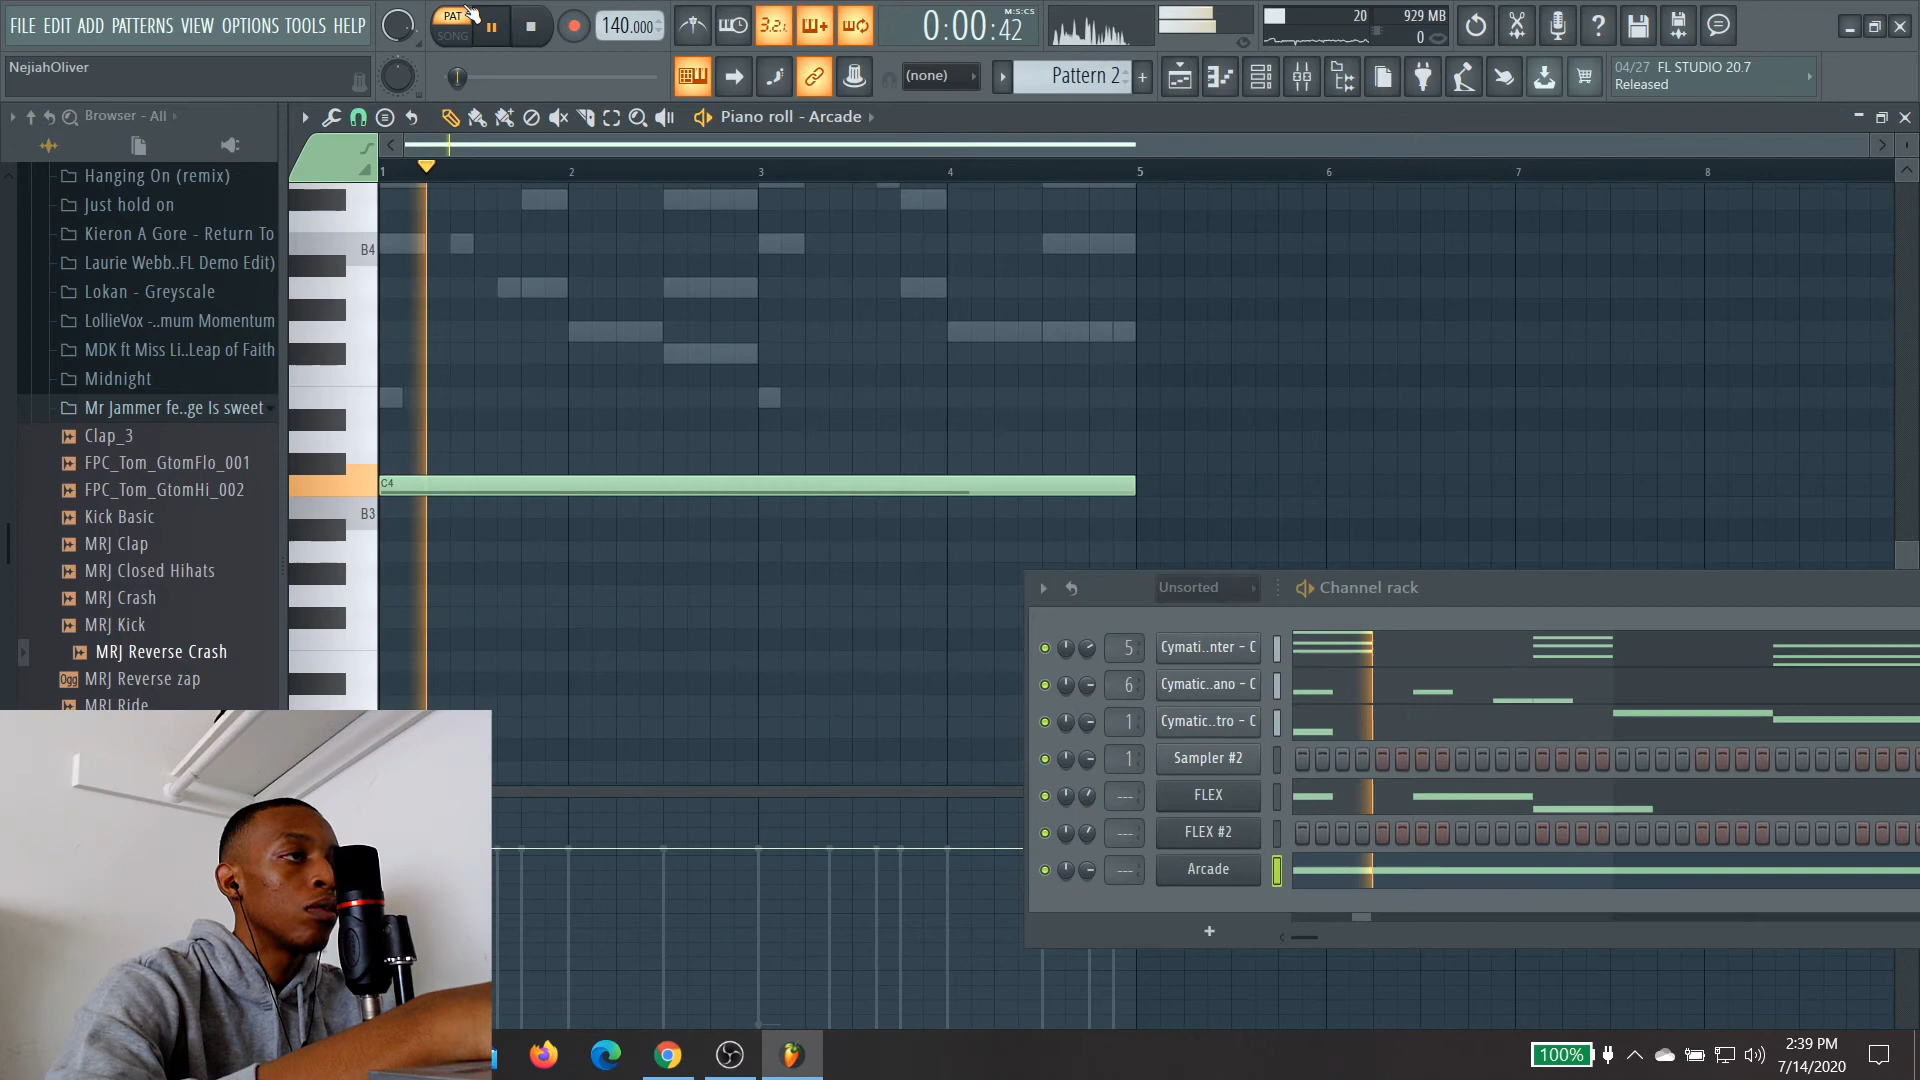 FILE EDIT ADD PATTERNS VIEW OPTIONS TOOLS HELP
PAT
SONG
140.000
3.2.
0:00:42
M:S:CS
20
929 MB
0
NejiahOliver
(none)
Pattern 2
+
04/27 FL STUDIO 20.7
Released
Browser - All
Piano roll - Arcade
1 2 3 4 5 6 7 8
Hanging On (remix)
Just hold on
Kieron A Gore - Return To
Laurie Webb..FL Demo Edit)
Lokan - Greyscale
LollieVox -..mum Momentum
MDK ft Miss Li..Leap of Faith
Midnight
Mr Jammer fe..ge Is sweet
Clap_3
FPC_Tom_GtomFlo_001
FPC_Tom_GtomHi_002
Kick Basic
MRJ Clap
MRJ Closed Hihats
MRJ Crash
MRJ Kick
MRJ Reverse Crash
Ogg MRJ Reverse zap
MRJ Ride
B4
C4
B3
Unsorted
Channel rack
5 Cymati..nter - C
6 Cymatic..ano - C
1 Cymatic..tro - C
1 Sampler #2
--- FLEX
--- FLEX #2
--- Arcade
+
100%
2:39 PM
7/14/2020